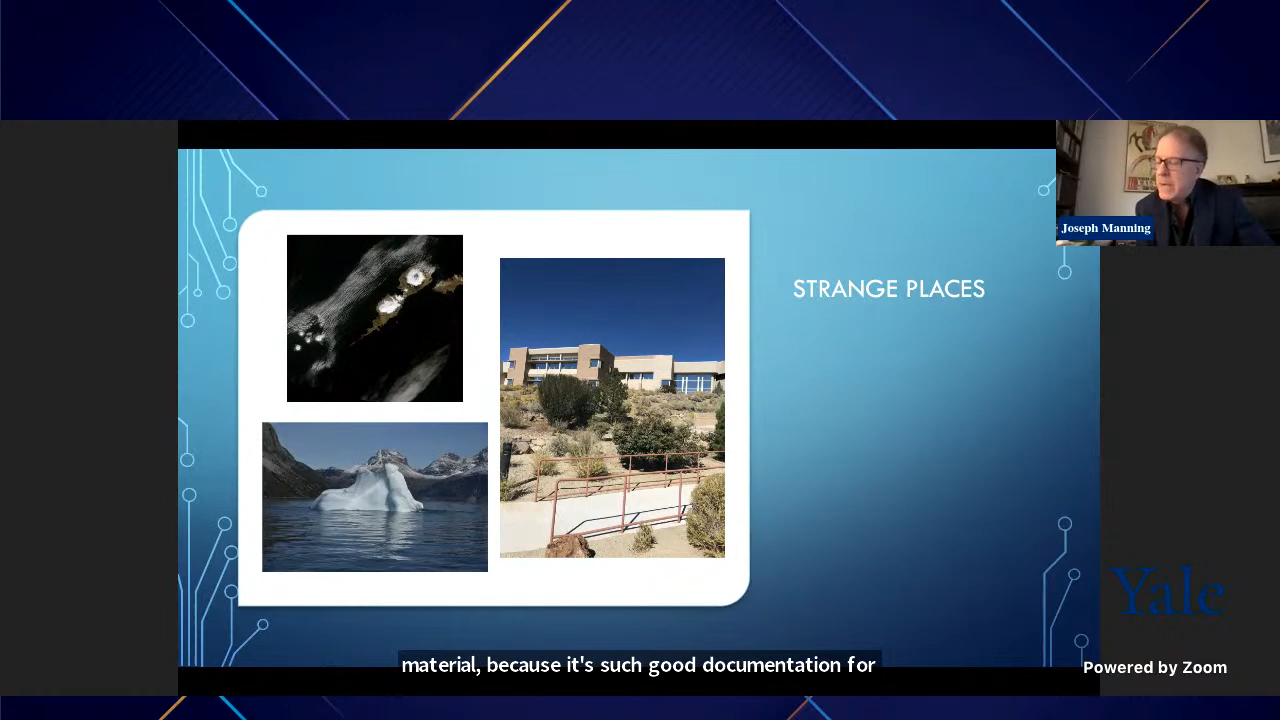 STRANGE PLACES
Joseph Manning
Yale
material, because it's such good documentation for
Powered by Zoom